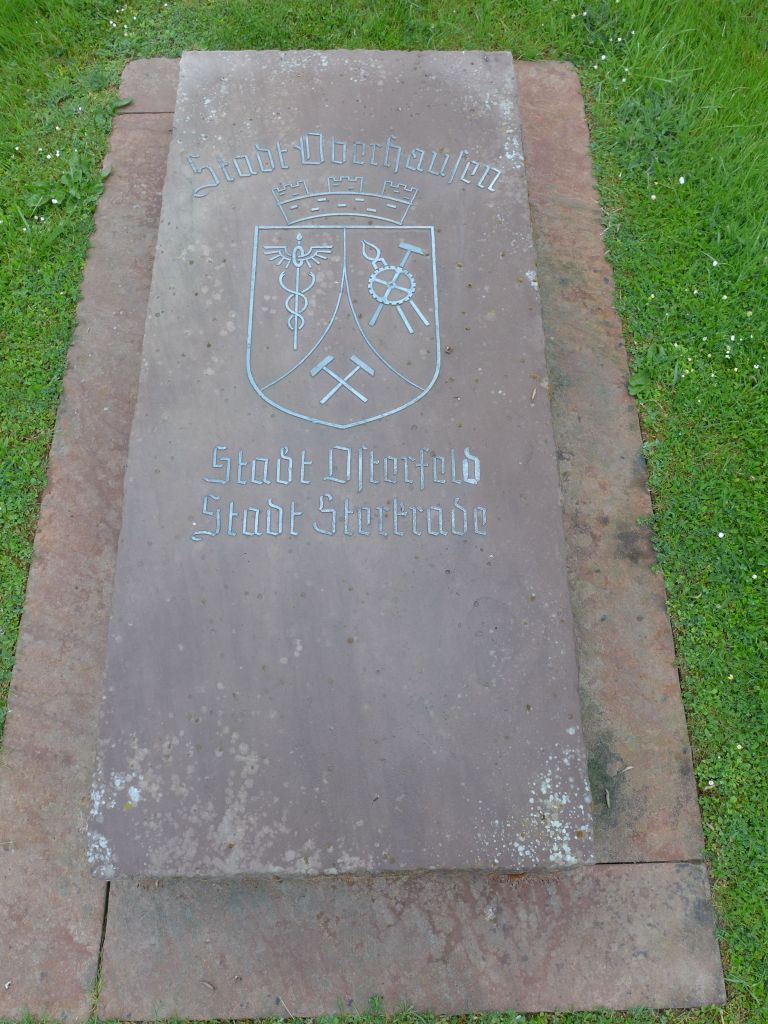 Stadt Oberhausen
Stadt Osterfeld
Stadt Sterkrade